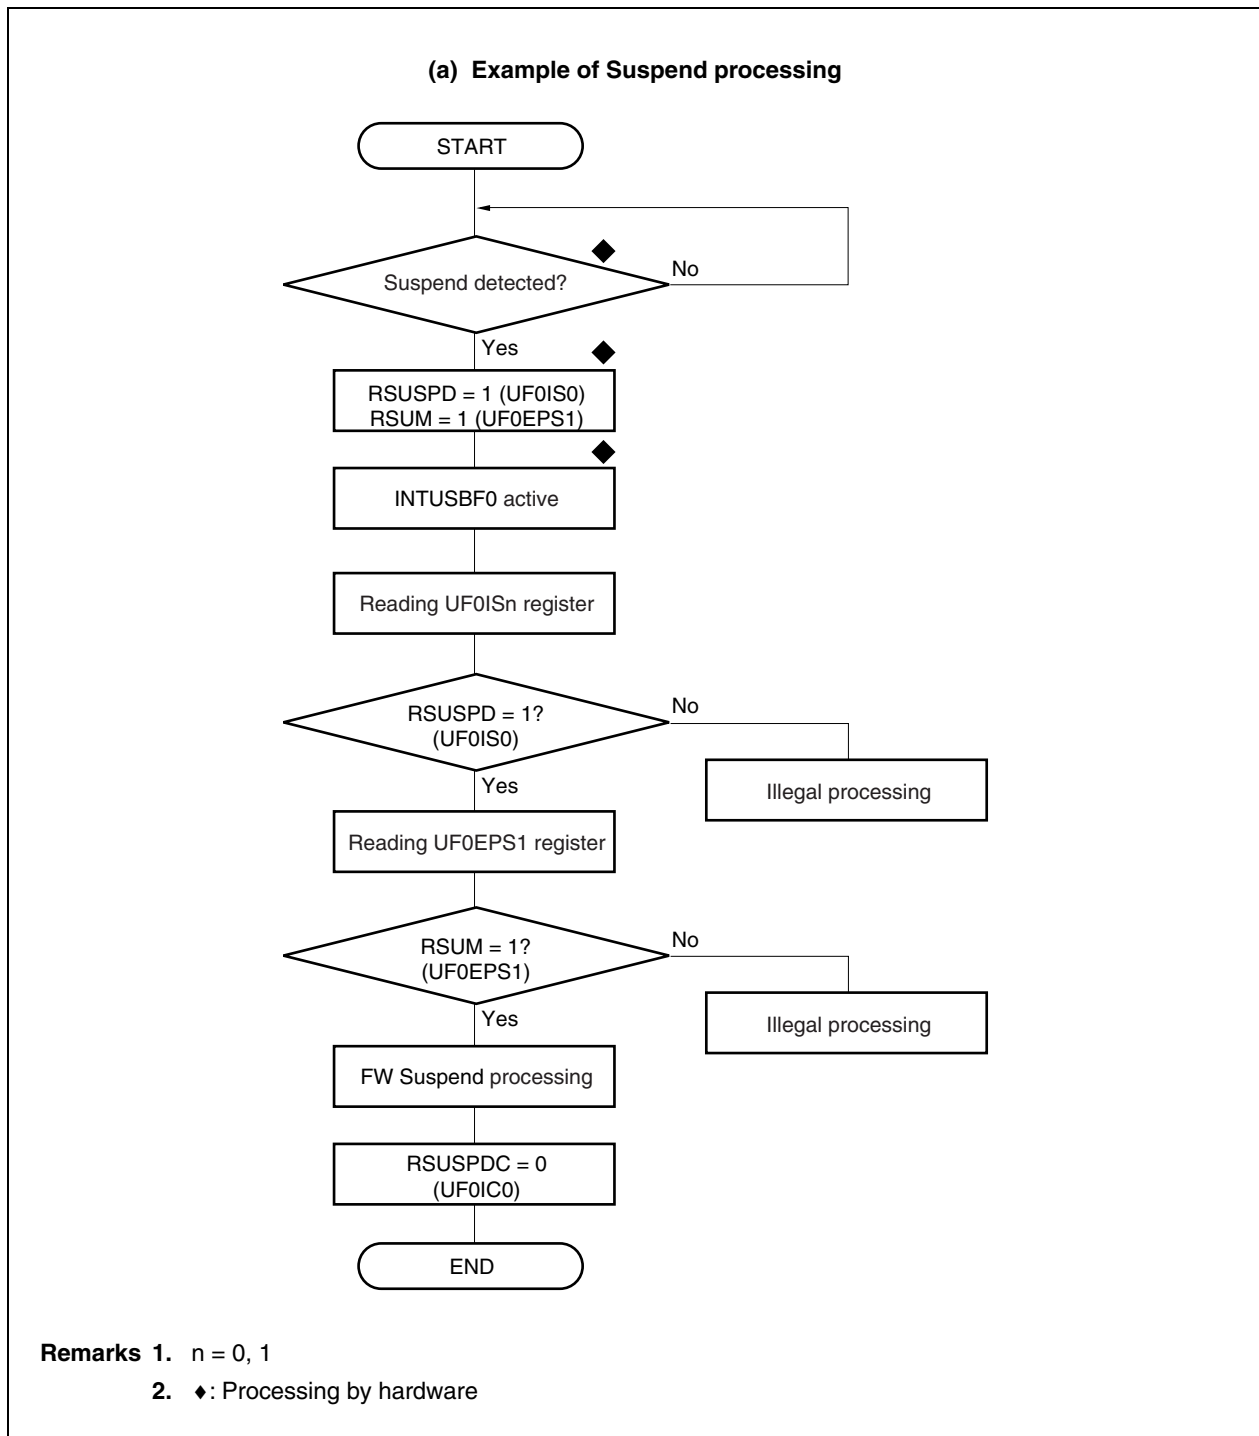 (a) Example of Suspend processing
START
Suspend detected?
No
Yes
RSUSPD = 1 (UF0IS0)
RSUM = 1 (UF0EPS1)
INTUSBF0 active
Reading UF0ISn register
RSUSPD = 1?
(UF0IS0)
No
Illegal processing
Yes
Reading UF0EPS1 register
RSUM = 1?
(UF0EPS1)
No
Illegal processing
Yes
FW Suspend processing
RSUSPDC = 0
(UF0IC0)
END
Remarks 1. n = 0, 1
2. ♦: Processing by hardware